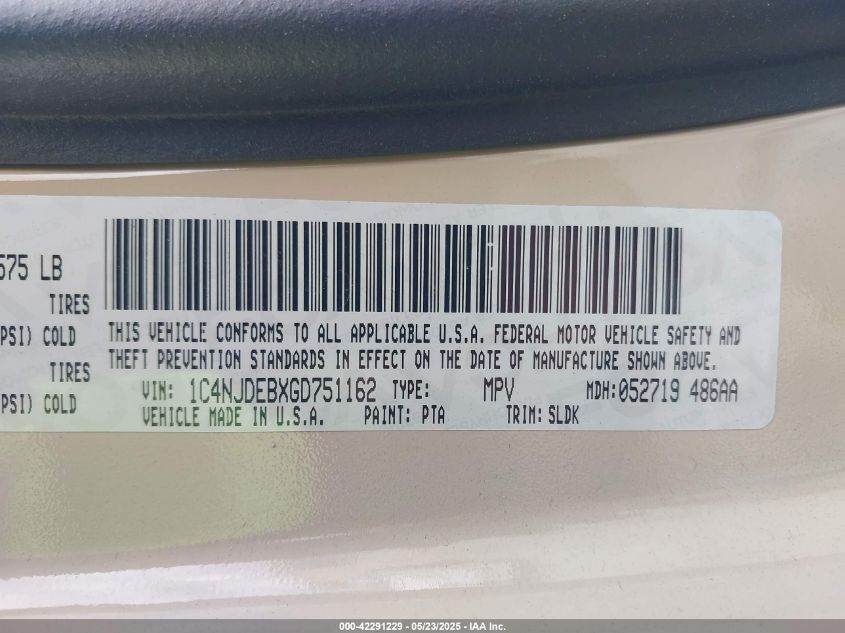 575 LB
TIRES
PSI) COLD
TIRES
PSI) COLD
THIS VEHICLE CONFORMS TO ALL APPLICABLE U.S.A. FEDERAL MOTOR VEHICLE SAFETY AND
THEFT PREVENTION STANDARDS IN EFFECT ON THE DATE OF MANUFACTURE SHOWN ABOVE.
VIN: 1C4NJDEBXGD751162 TYPE: MPV MDH:052719 486AA
VEHICLE MADE IN U.S.A. PAINT: PTA TRIM: SLDK
000-42291229 - 05/23/2025 - IAA Inc.